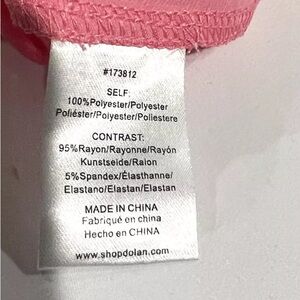 #173812
SELF:
100%Polyester/Polyester
Poliéster/Polyester/Poliestere
CONTRAST:
95%Rayon/Rayonne/Rayón
Kunstseide/Raion
5%Spandex/Élasthanne/
Elastano/Elastan/Elastan
MADE IN CHINA
Fabriqué en china
Hecho en CHINA
www.shopdolan.com